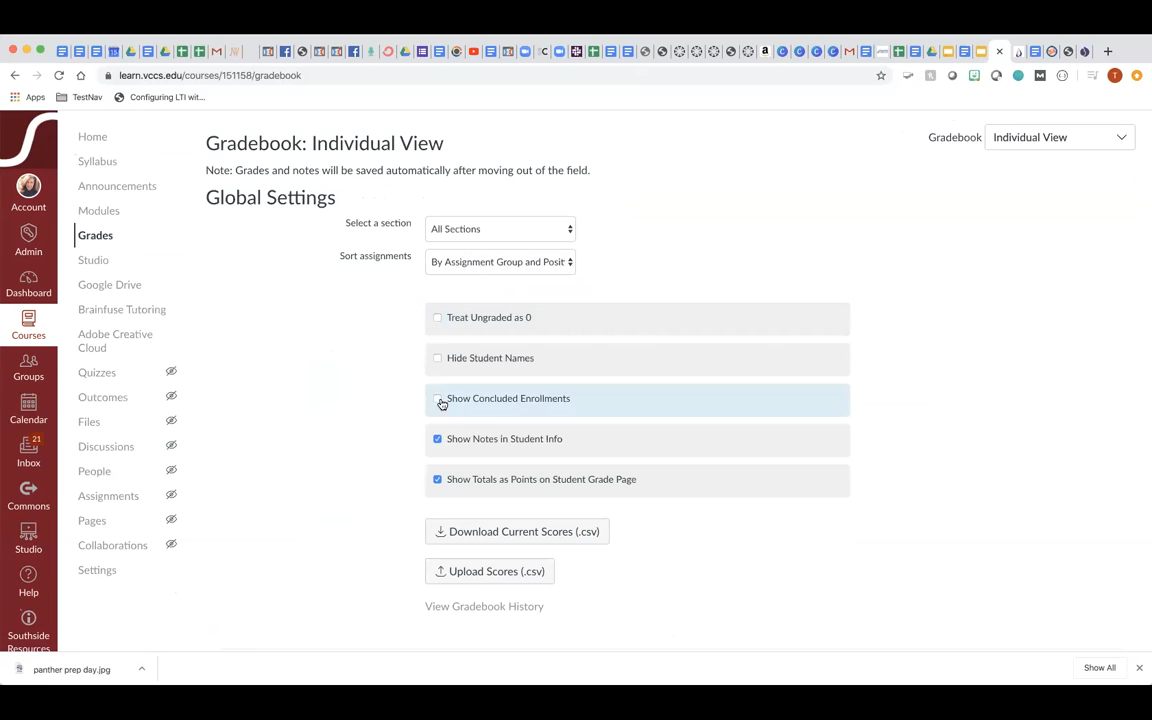 learn.vccs.edu/courses/151158/gradebook
T
Apps
TestNav
Configuring LTI wit...
Account
Admin
Dashboard
Courses
Groups
Calendar
21
Inbox
Commons
Studio
Help
Southside
Resources
Home
Syllabus
Announcements
Modules
Grades
Studio
Google Drive
Brainfuse Tutoring
Adobe Creative
Cloud
Quizzes
Outcomes
Files
Discussions
People
Assignments
Pages
Collaborations
Settings
Gradebook: Individual View
Gradebook Individual View
Note: Grades and notes will be saved automatically after moving out of the field.
Global Settings
Select a section All Sections
Sort assignments By Assignment Group and Posit
Treat Ungraded as 0
Hide Student Names
Show Concluded Enrollments
Show Notes in Student Info
Show Totals as Points on Student Grade Page
Download Current Scores (.csv)
Upload Scores (.csv)
View Gradebook History
panther prep day.jpg
Show All